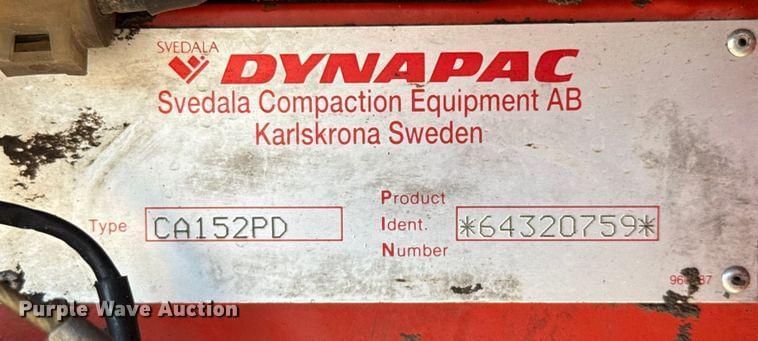 SVEDALA
DYNAPAC
Svedala Compaction Equipment AB
Karlskrona Sweden
Type CA152PD
Product
Ident. *64320759*
Number
Purple Wave Auction